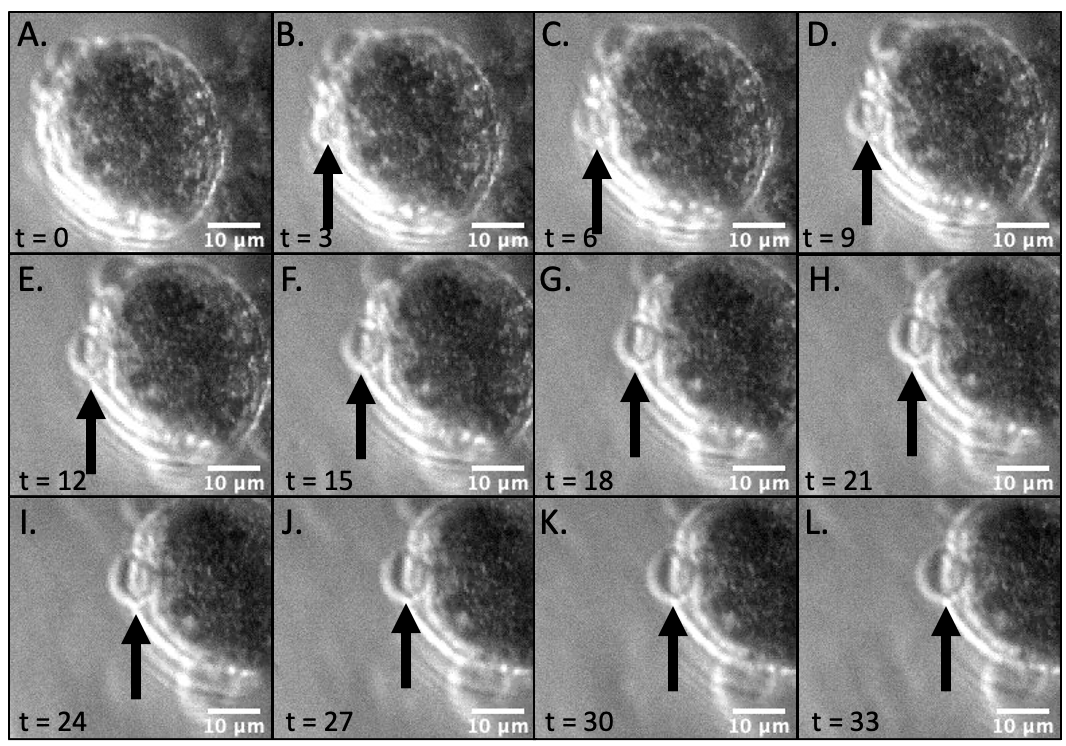 A.
t = 0
10 µm
B.
t = 3
10 µm
C.
t = 6
10 µm
D.
t = 9
10 µm
E.
t = 12
10 µm
F.
t = 15
10 µm
G.
t = 18
10 µm
H.
t = 21
10 µm
I.
t = 24
10 µm
J.
t = 27
10 µm
K.
t = 30
10 µm
L.
t = 33
10 µm